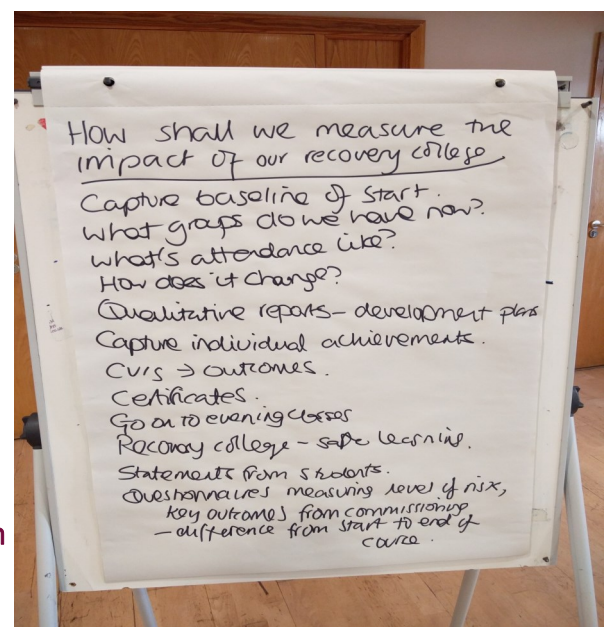 How shall we measure the
impact of our recovery college
Capture baseline of start.
What groups do we have now?
What's attendance like?
How does it change?
Qualitative reports – development plans
Capture individual achievements.
CV's → outcomes.
Certificates.
Go on to evening classes
Recovery college – safe learning.
Statements from students.
Questionnaires measuring level of risk,
key outcomes from commissioning
– difference from start to end of
course.